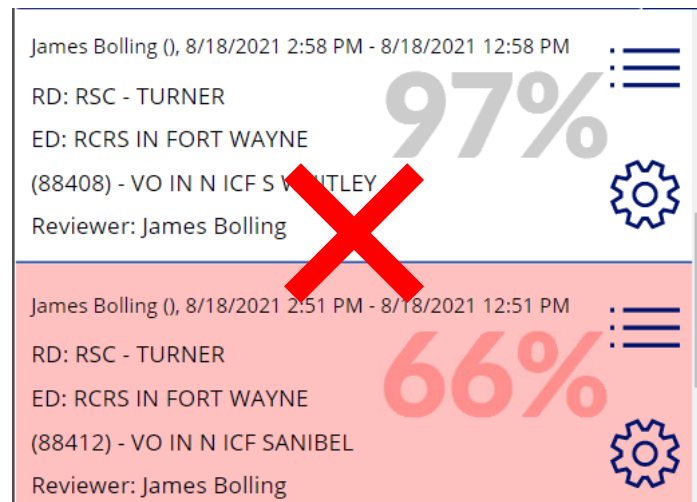 James Bolling (), 8/18/2021 2:58 PM - 8/18/2021 12:58 PM
97%
RD: RSC - TURNER
ED: RCRS IN FORT WAYNE
(88408) - VO IN N ICF S WHITLEY
Reviewer: James Bolling
James Bolling (), 8/18/2021 2:51 PM - 8/18/2021 12:51 PM
66%
RD: RSC - TURNER
ED: RCRS IN FORT WAYNE
(88412) - VO IN N ICF SANIBEL
Reviewer: James Bolling